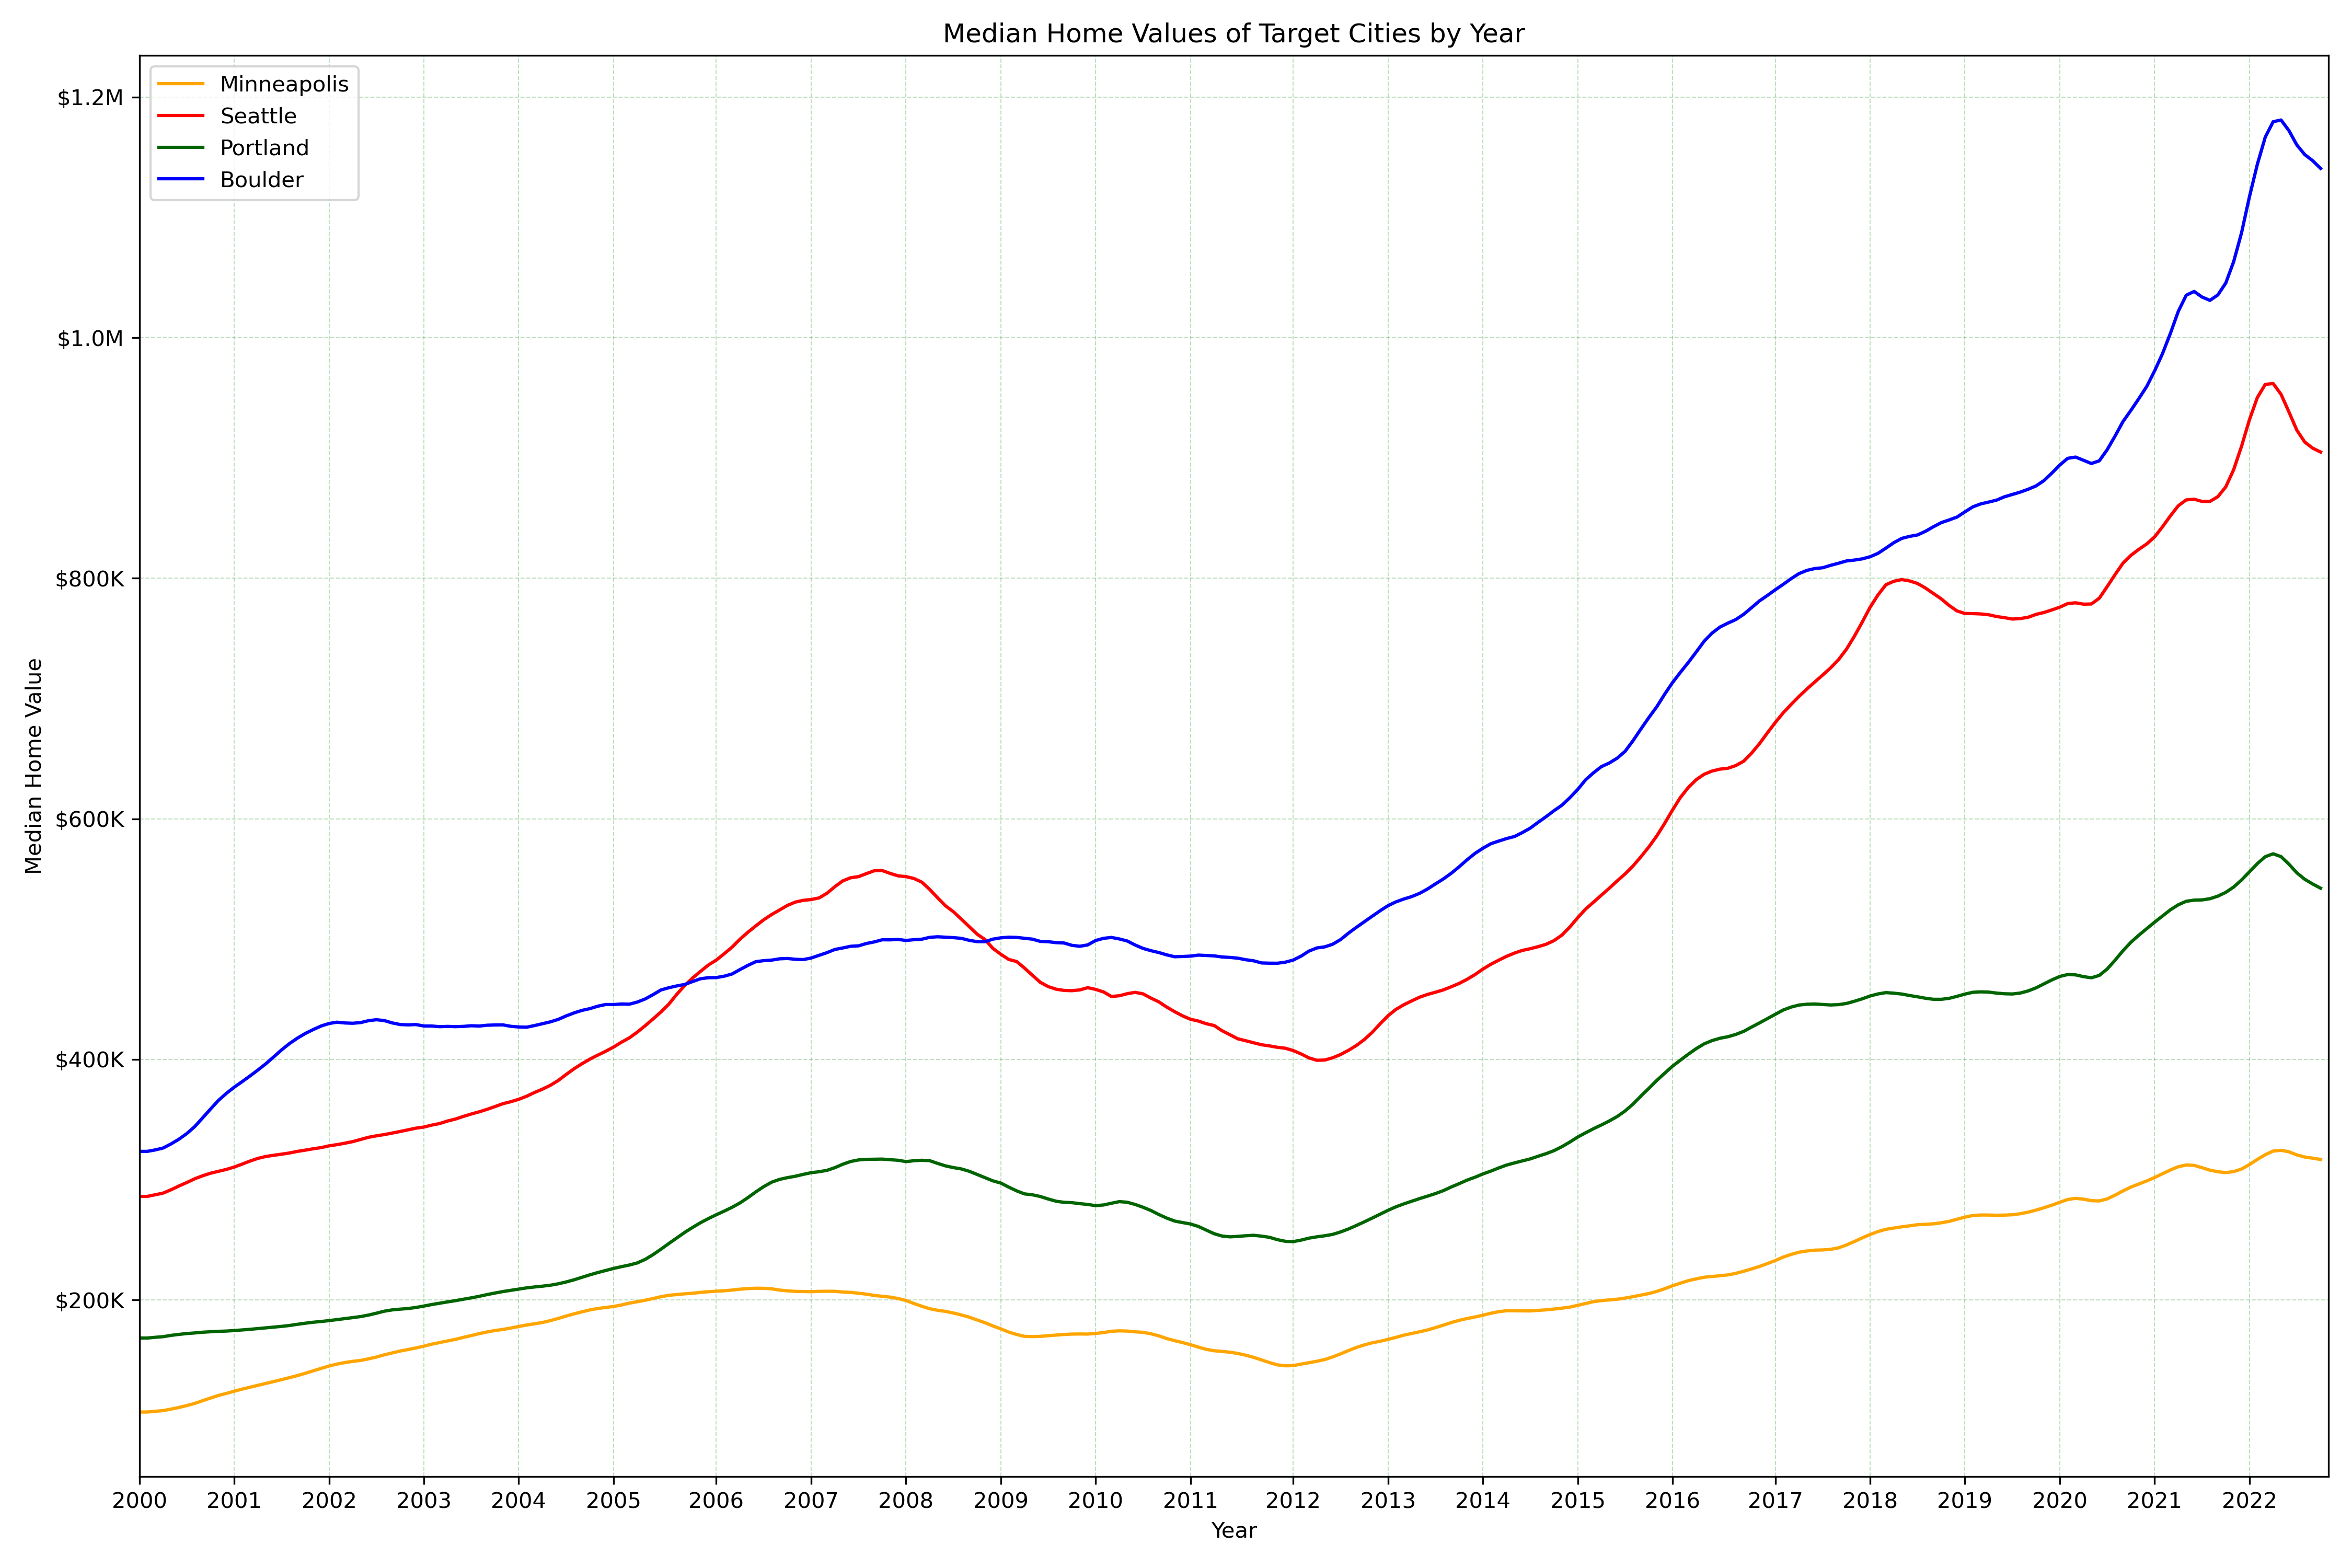 Median Home Values of Target Cities by Year
Minneapolis
Seattle
Portland
Boulder
$1.2M
$1.0M
$800K
$600K
$400K
$200K
Median Home Value
2000 2001 2002 2003 2004 2005 2006 2007 2008 2009 2010 2011 2012 2013 2014 2015 2016 2017 2018 2019 2020 2021 2022
Year